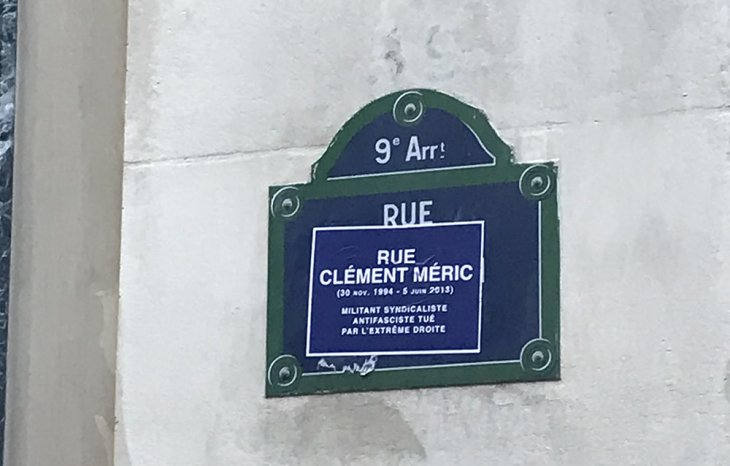 9e Arrt
RUE
RUE
CLÉMENT MÉRIC
(30 NOV. 1994 - 5 JUIN 2013)
MILITANT SYNDICALISTE
ANTIFASCISTE TUÉ
PAR L'EXTRÊME DROITE